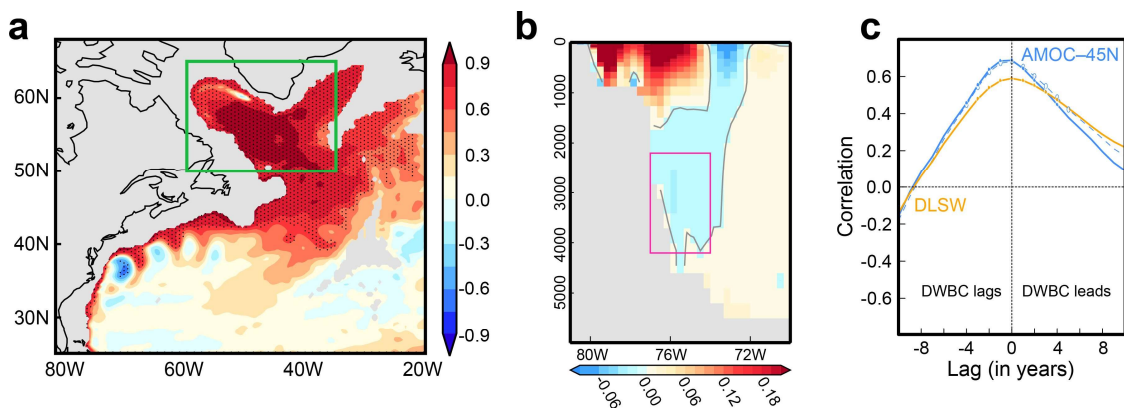 a
60N
50N
40N
30N
80W
60W
40W
20W
0.9
0.6
0.3
0.0
-0.3
-0.6
-0.9
b
0
1000
2000
3000
4000
5000
80W
76W
72W
-0.06
0.00
0.06
0.12
0.18
c
AMOC–45N
DLSW
Correlation
0.6
0.4
0.2
0.0
-0.2
-0.4
-0.6
DWBC lags
DWBC leads
-8
-4
0
4
8
Lag (in years)